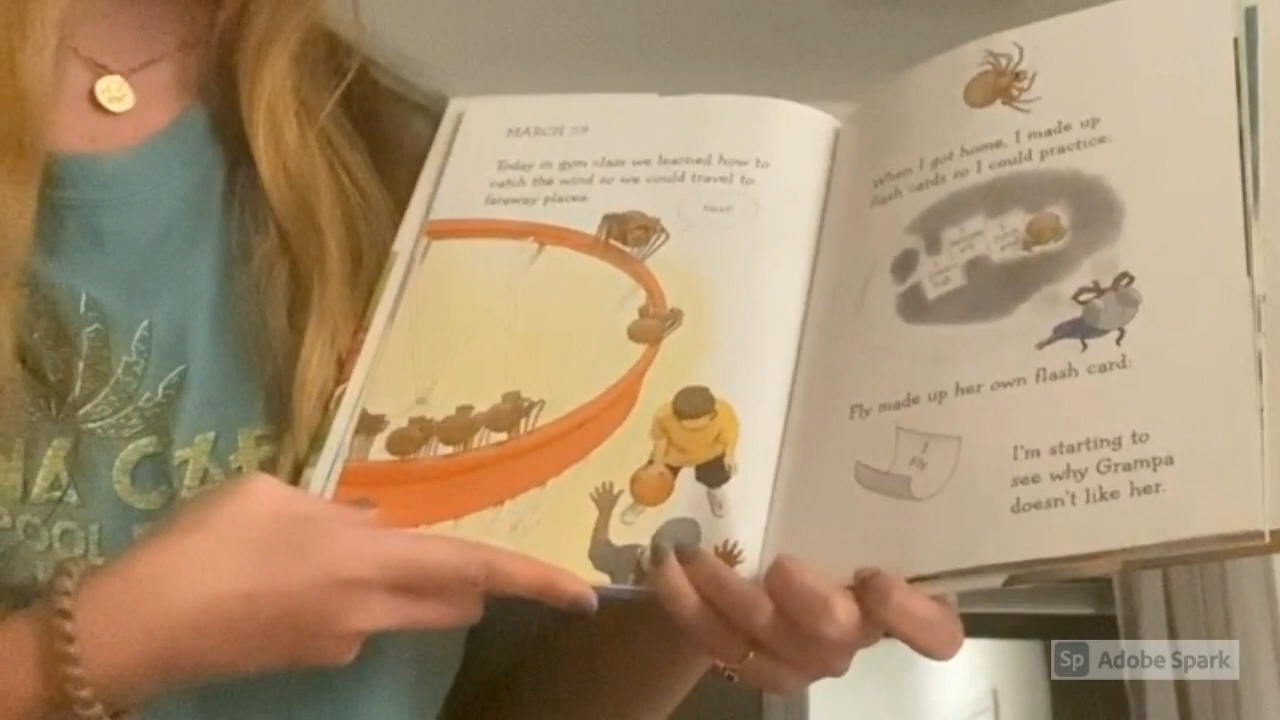 MARCH 29
Today in gym class we learned how to
catch the wind so we could travel to
faraway places.
When I got home, I made up
flash cards so I could practice.
Fly made up her own flash card:
I
Fly
I'm starting to
see why Grampa
doesn't like her.
POOL
Sp Adobe Spark